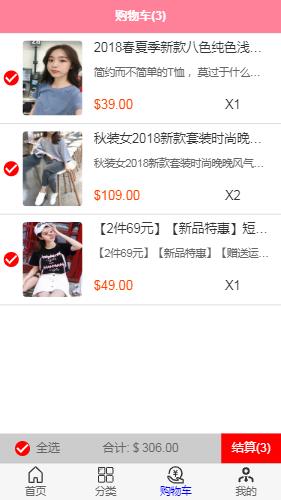 购物车(3)
2018春夏季新款八色纯色浅…
简约而不简单的T恤，莫过于什么…
$39.00 X1
秋装女2018新款套装时尚晚…
秋装女2018新款套装时尚晚晚风气…
$109.00 X2
【2件69元】【新品特惠】短…
【2件69元】【新品特惠】【赠送运…
$49.00 X1
全选 合计: $ 306.00 结算(3)
首页 分类 购物车 我的